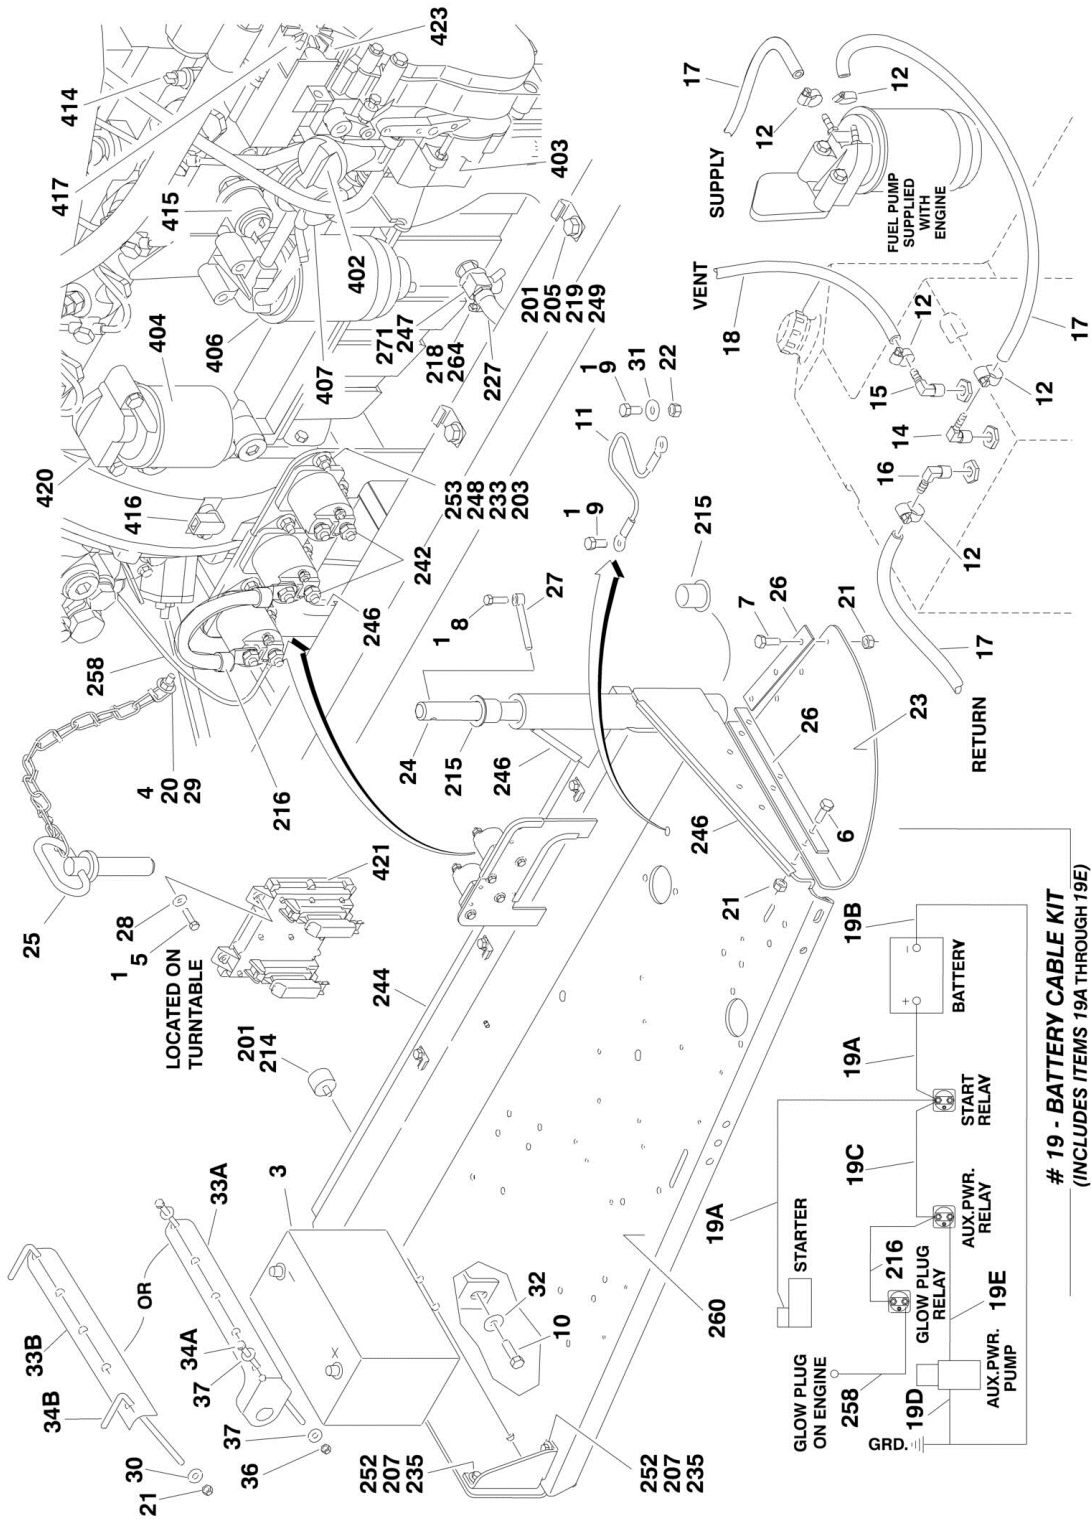 423
414
417
415
403
402
404
406
407
420
416
271
247
218
264
227
201
205
219
249
253
248
233
203
242
246
258
216
4
20
29
25
1
5
28
LOCATED ON
TURNTABLE
421
244
201
214
24
215
246
1
8
27
1
9
11
1
9
31
22
215
7
26
21
26
23
246
6
21
17
SUPPLY
12
12
FUEL PUMP
SUPPLIED
WITH
ENGINE
VENT
18
12
17
15
14
12
16
12
17
RETURN
33B
34B
OR
33A
34A
37
37
36
30
21
3
32
10
260
252
207
235
252
207
235
19B
BATTERY
+
-
19A
START
RELAY
19C
19A
STARTER
AUX.PWR.
RELAY
216
GLOW PLUG
RELAY
19E
GLOW PLUG
ON ENGINE
258
19D
GRD.
AUX.PWR.
PUMP
# 19 - BATTERY CABLE KIT
(INCLUDES ITEMS 19A THROUGH 19E)